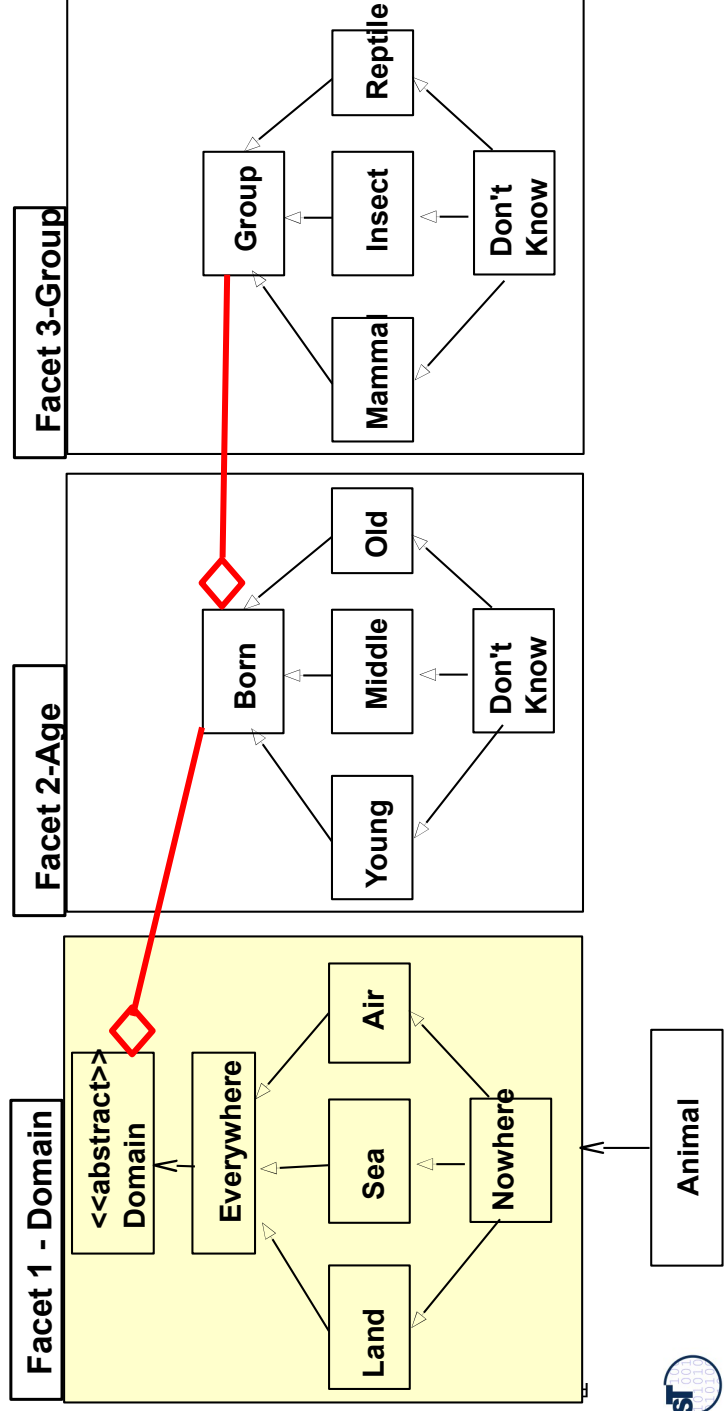 Facet 1 - Domain
Facet 2-Age
Facet 3-Group
<<abstract>>
Domain
Everywhere
Land
Sea
Air
Nowhere
Animal
Born
Young
Middle
Old
Don't
Know
Group
Mammal
Insect
Reptile
Don't
Know